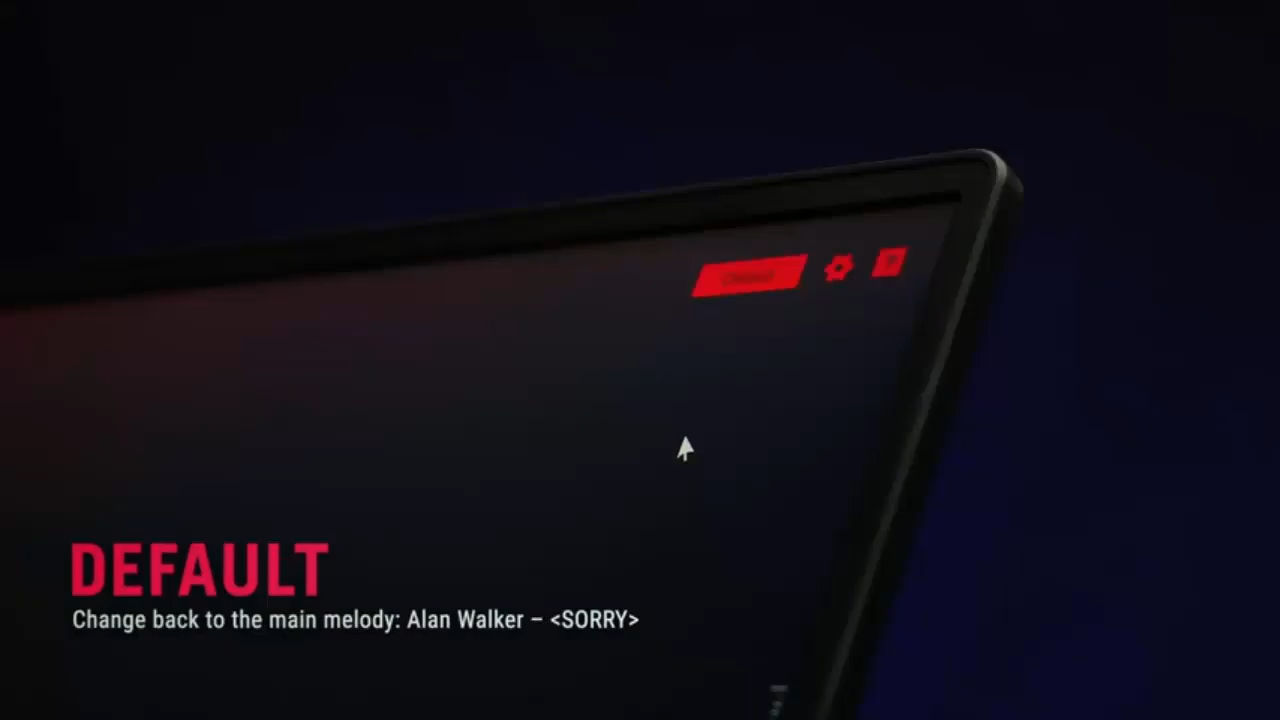 DEFAULT
Change back to the main melody: Alan Walker – <SORRY>